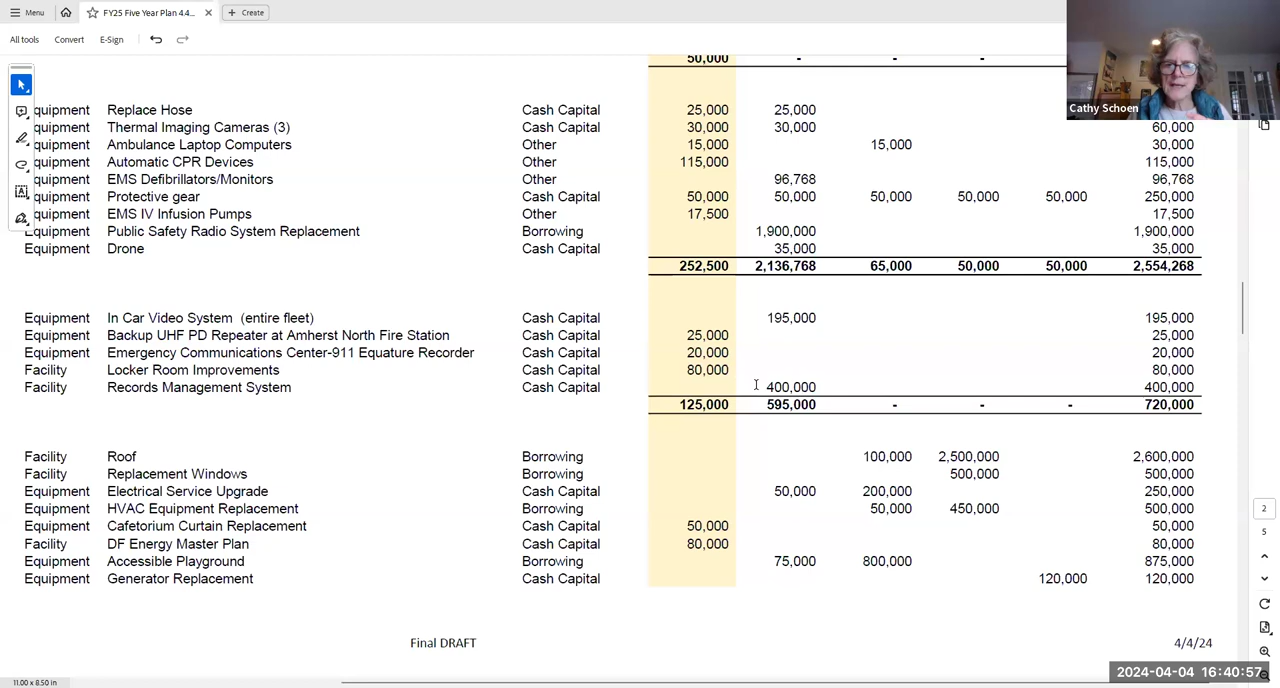 Menu FY25 Five Year Plan 4.4... Create
All tools Convert E-Sign
Cathy Schoen
50,000 - - -
quipment Replace Hose Cash Capital 25,000 25,000
quipment Thermal Imaging Cameras (3) Cash Capital 30,000 30,000 60,000
quipment Ambulance Laptop Computers Other 15,000 15,000 30,000
quipment Automatic CPR Devices Other 115,000 115,000
quipment EMS Defibrillators/Monitors Other 96,768 96,768
quipment Protective gear Cash Capital 50,000 50,000 50,000 50,000 50,000 250,000
quipment EMS IV Infusion Pumps Other 17,500 17,500
quipment Public Safety Radio System Replacement Borrowing 1,900,000 1,900,000
Equipment Drone Cash Capital 35,000 35,000
252,500 2,136,768 65,000 50,000 50,000 2,554,268
Equipment In Car Video System (entire fleet) Cash Capital 195,000 195,000
Equipment Backup UHF PD Repeater at Amherst North Fire Station Cash Capital 25,000 25,000
Equipment Emergency Communications Center-911 Equature Recorder Cash Capital 20,000 20,000
Facility Locker Room Improvements Cash Capital 80,000 80,000
Facility Records Management System Cash Capital 400,000 400,000
125,000 595,000 - - - 720,000
Facility Roof Borrowing 100,000 2,500,000 2,600,000
Facility Replacement Windows Borrowing 500,000 500,000
Equipment Electrical Service Upgrade Cash Capital 50,000 200,000 250,000
Equipment HVAC Equipment Replacement Borrowing 50,000 450,000 500,000
Equipment Cafetorium Curtain Replacement Cash Capital 50,000 50,000
Facility DF Energy Master Plan Cash Capital 80,000 80,000
Equipment Accessible Playground Borrowing 75,000 800,000 875,000
Equipment Generator Replacement Cash Capital 120,000 120,000
2
5
Final DRAFT 4/4/24
2024-04-04 16:40:57
11.00 x 8.50 in